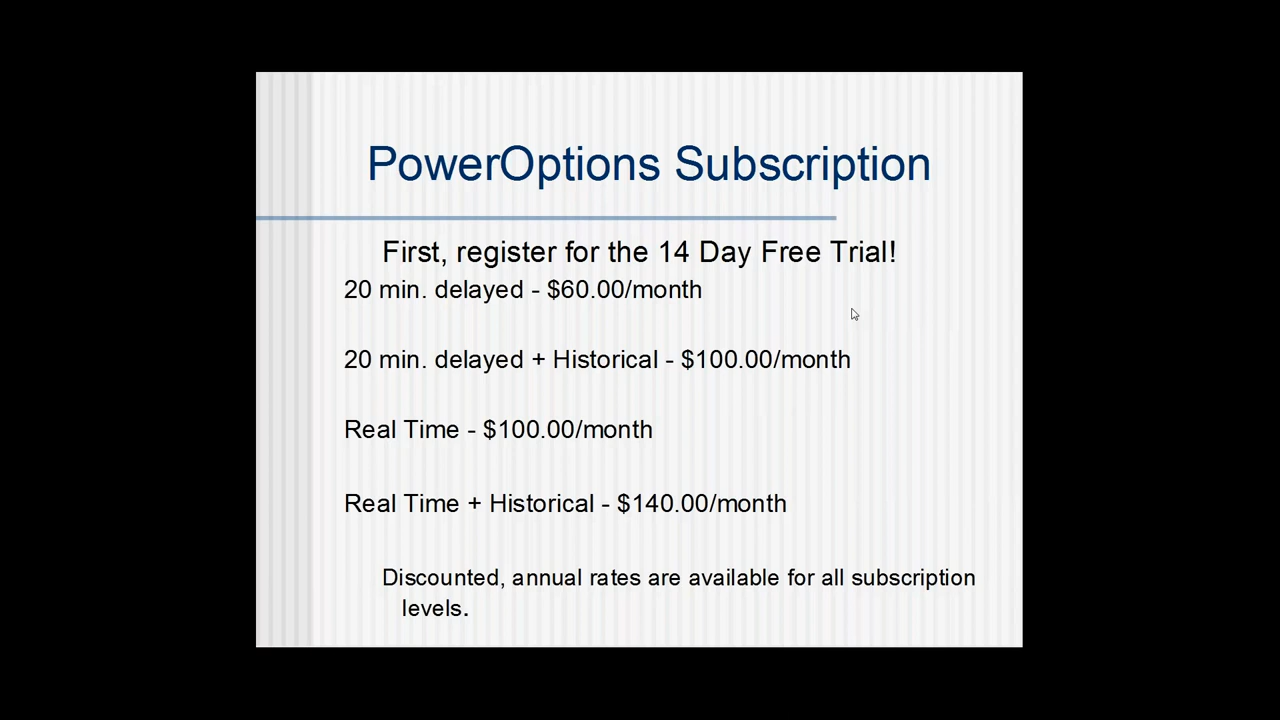 PowerOptions Subscription
First, register for the 14 Day Free Trial!
20 min. delayed - $60.00/month
20 min. delayed + Historical - $100.00/month
Real Time - $100.00/month
Real Time + Historical - $140.00/month
Discounted, annual rates are available for all subscription
levels.